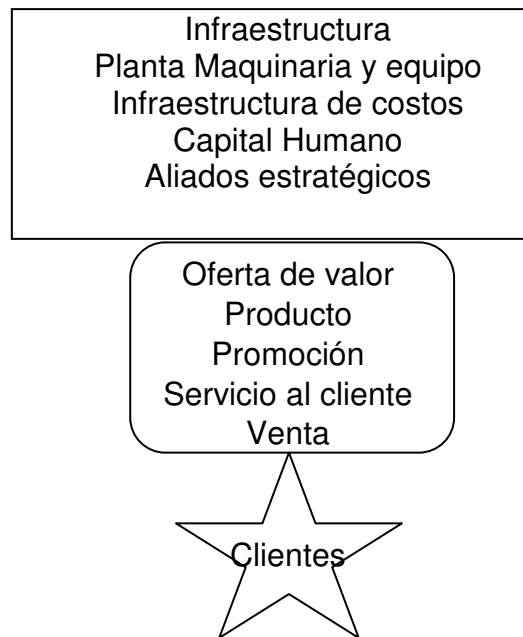 Infraestructura
Planta Maquinaria y equipo
Infraestructura de costos
Capital Humano
Aliados estratégicos
Oferta de valor
Producto
Promoción
Servicio al cliente
Venta
Clientes